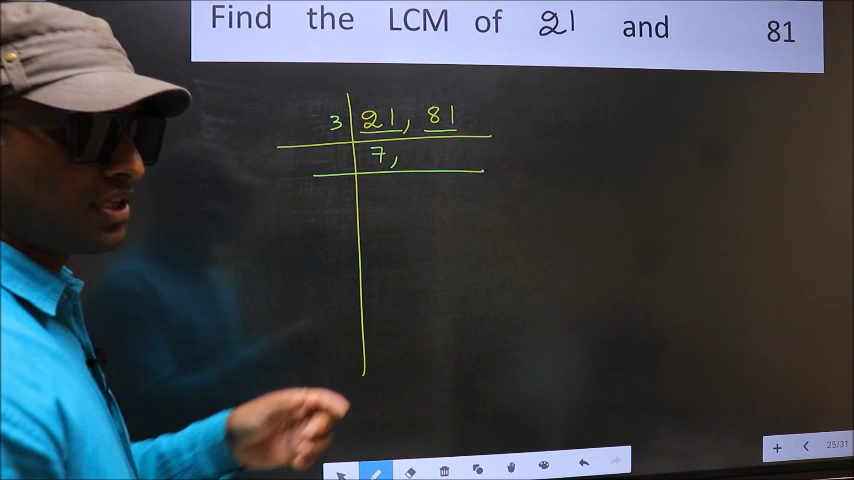 Find the LCM of 21 and 81
3 21, 81
7,
25/31